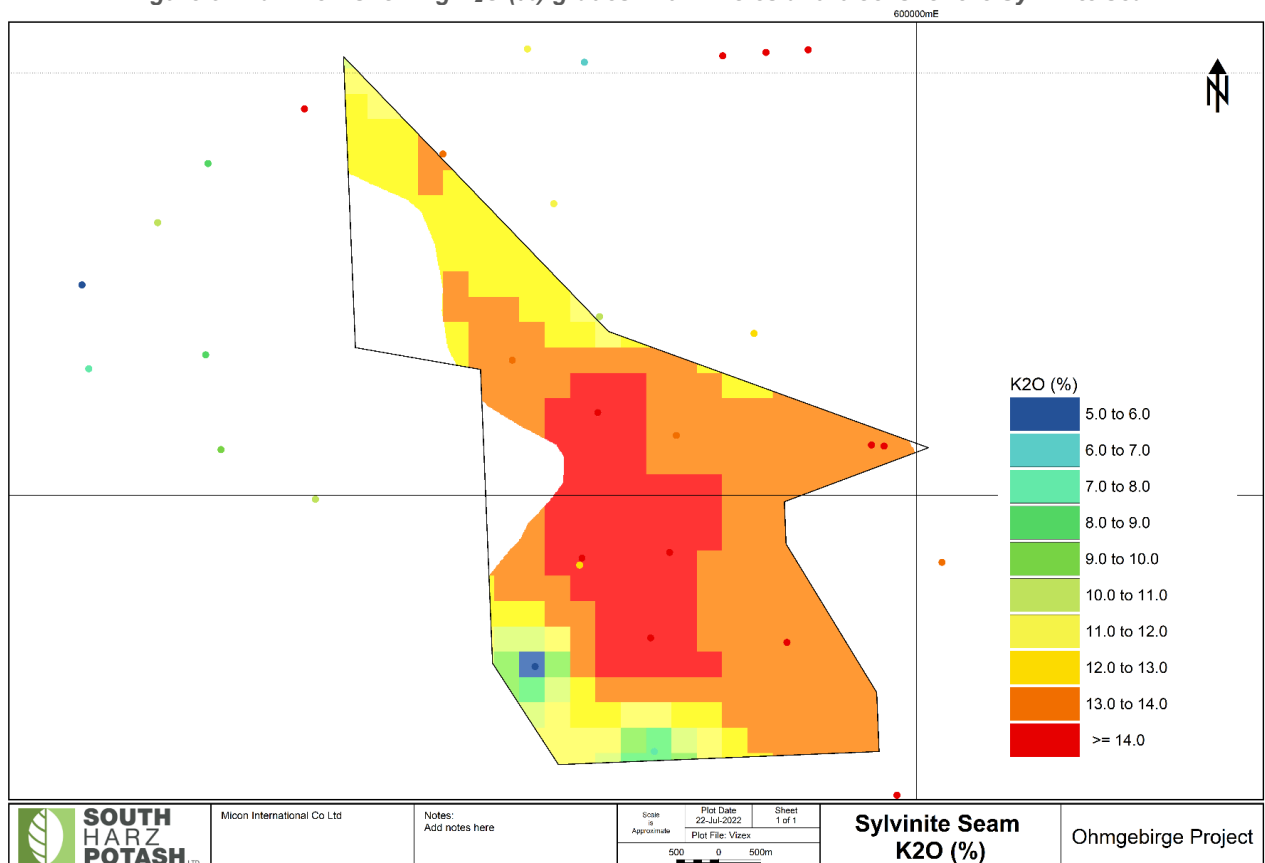 600000mE
N
K2O (%)
5.0 to 6.0
6.0 to 7.0
7.0 to 8.0
8.0 to 9.0
9.0 to 10.0
10.0 to 11.0
11.0 to 12.0
12.0 to 13.0
13.0 to 14.0
>= 14.0
SOUTH
HARZ
POTASH LTD
Micon International Co Ltd
Notes:
Add notes here
Scale
is
Approximate
Plot Date
22-Jul-2022
Sheet
1 of 1
Plot File: Vizex
500 0 500m
Sylvinite Seam
K2O (%)
Ohmgebirge Project